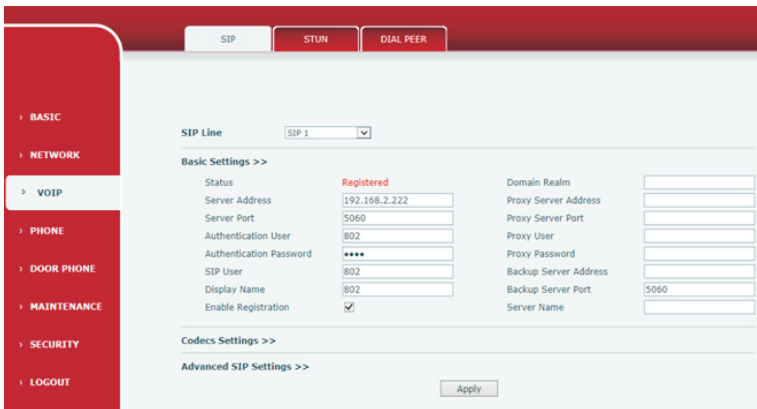 SIP STUN DIAL PEER
› BASIC
› NETWORK
› VOIP
› PHONE
› DOOR PHONE
› MAINTENANCE
› SECURITY
› LOGOUT
SIP Line SIP 1
Basic Settings >>
Status Registered Domain Realm
Server Address 192.168.2.222 Proxy Server Address
Server Port 5060 Proxy Server Port
Authentication User 802 Proxy User
Authentication Password •••• Proxy Password
SIP User 802 Backup Server Address
Display Name 802 Backup Server Port 5060
Enable Registration Server Name
Codecs Settings >>
Advanced SIP Settings >>
Apply